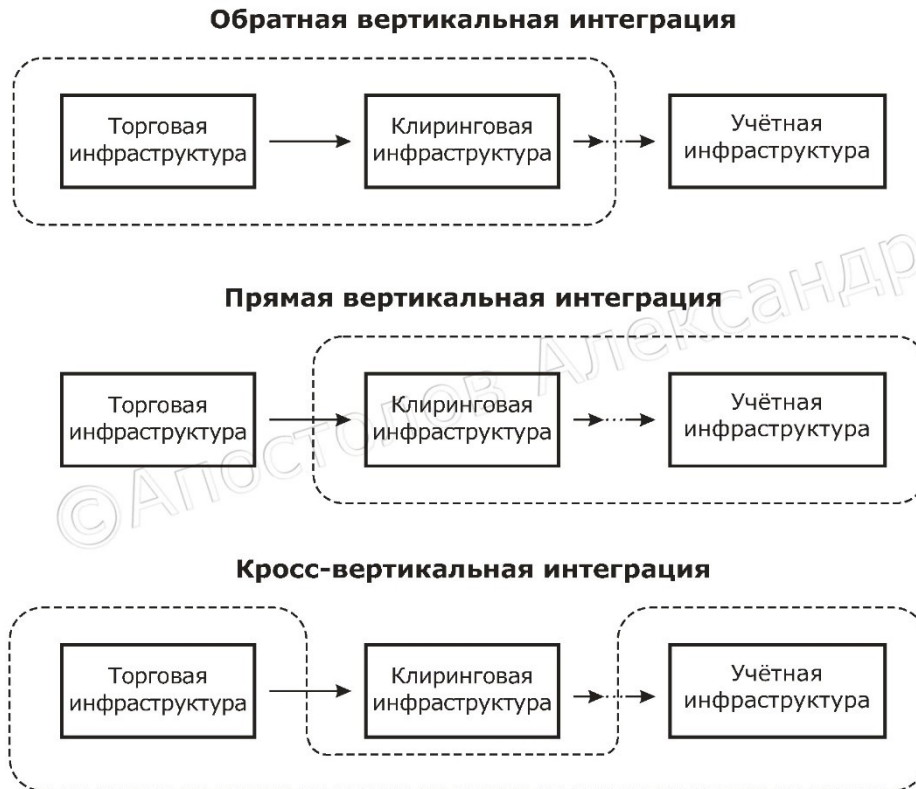 Обратная вертикальная интеграция
Торговая
инфраструктура
Клиринговая
инфраструктура
Учётная
инфраструктура
Прямая вертикальная интеграция
Торговая
инфраструктура
Клиринговая
инфраструктура
Учётная
инфраструктура
©Апостолов Александр
Кросс-вертикальная интеграция
Торговая
инфраструктура
Клиринговая
инфраструктура
Учётная
инфраструктура